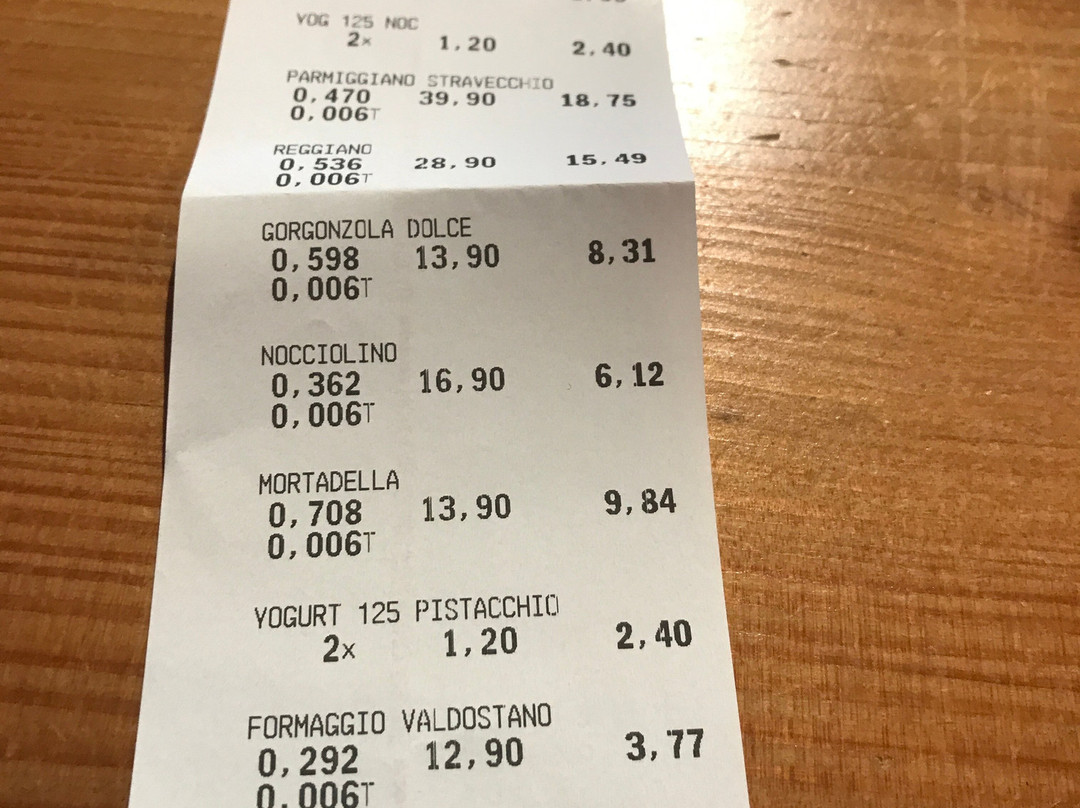 YOG 125 NOC
2x 1,20 2,40
PARMIGGIANO STRAVECCHIO
0,470 39,90 18,75
0,006T
REGGIANO
0,536 28,90 15,49
0,006T
GORGONZOLA DOLCE
0,598 13,90 8,31
0,006T
NOCCIOLINO
0,362 16,90 6,12
0,006T
MORTADELLA
0,708 13,90 9,84
0,006T
YOGURT 125 PISTACCHIO
2x 1,20 2,40
FORMAGGIO VALDOSTANO
0,292 12,90 3,77
0,006T